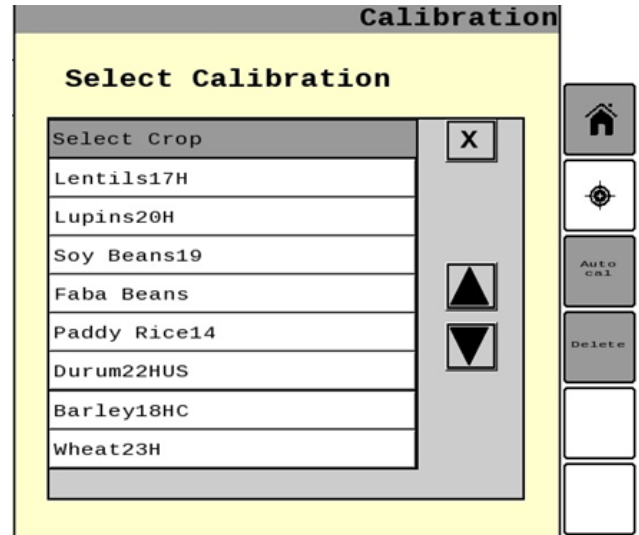 Calibration
Select Calibration
Select Crop
X
Lentils17H
Lupins20H
Soy Beans19
Faba Beans
Paddy Rice14
Durum22HUS
Barley18HC
Wheat23H
Auto
cal
Delete